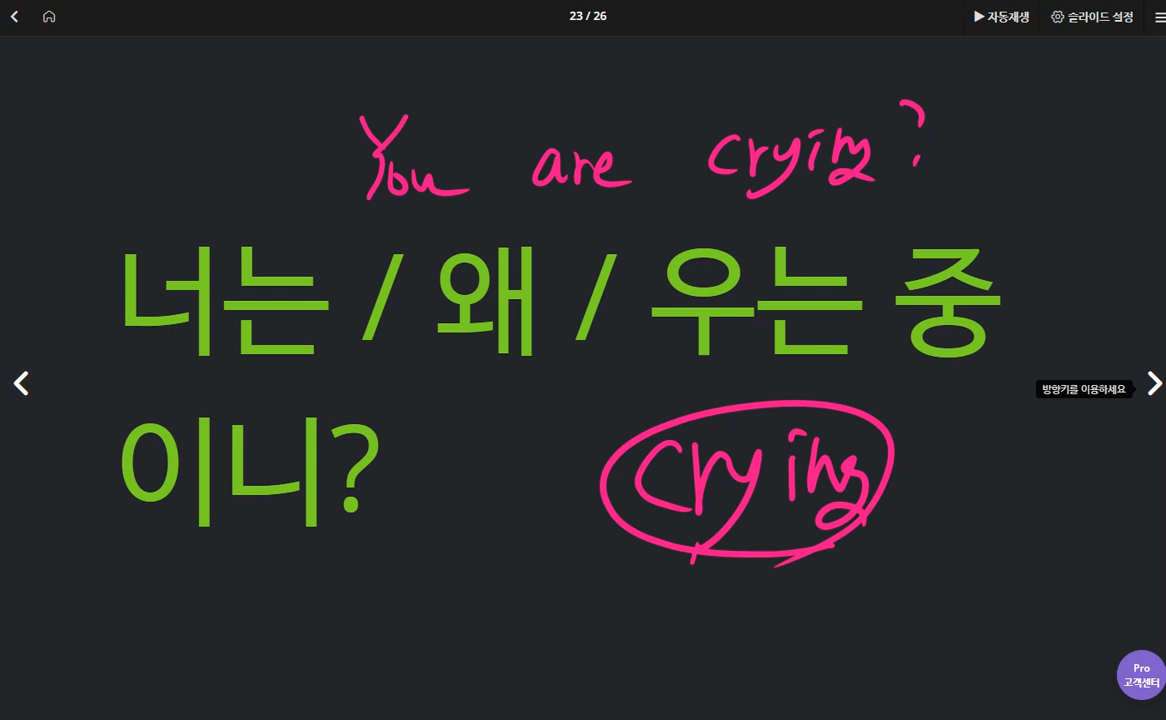 23 / 26
▶ 자동재생
슬라이드 설정
You are crying?
너는 / 왜 / 우는 중
이니?
방향키를 이용하세요
crying
Pro
고객센터